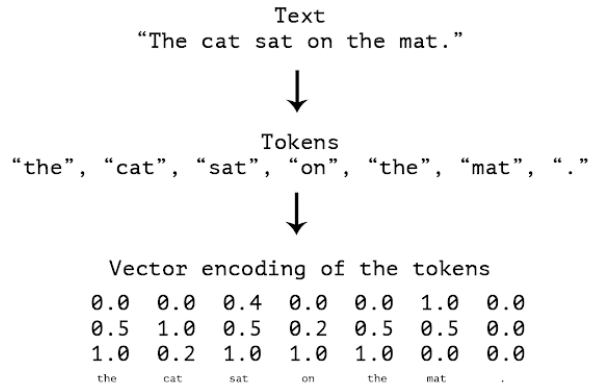 Text
“The cat sat on the mat.”
Tokens
“the”, “cat”, “sat”, “on”, “the”, “mat”, “.”
Vector encoding of the tokens
0.0 0.0 0.4 0.0 0.0 1.0 0.0
0.5 1.0 0.5 0.2 0.5 0.5 0.0
1.0 0.2 1.0 1.0 1.0 0.0 0.0
the cat sat on the mat .